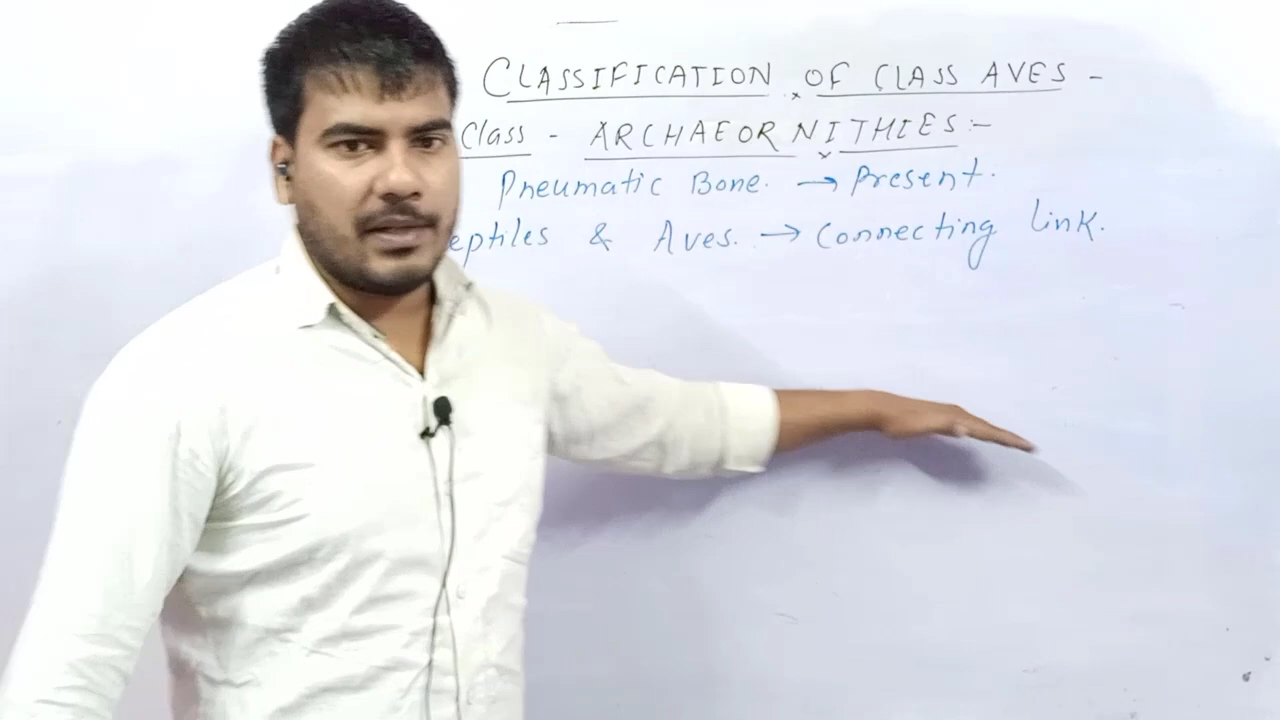 CLASSIFICATION OF CLASS AVES -
Class - ARCHAEORNITHIES :-
Pneumatic Bone. → Present.
eptiles & Aves. → Connecting link.